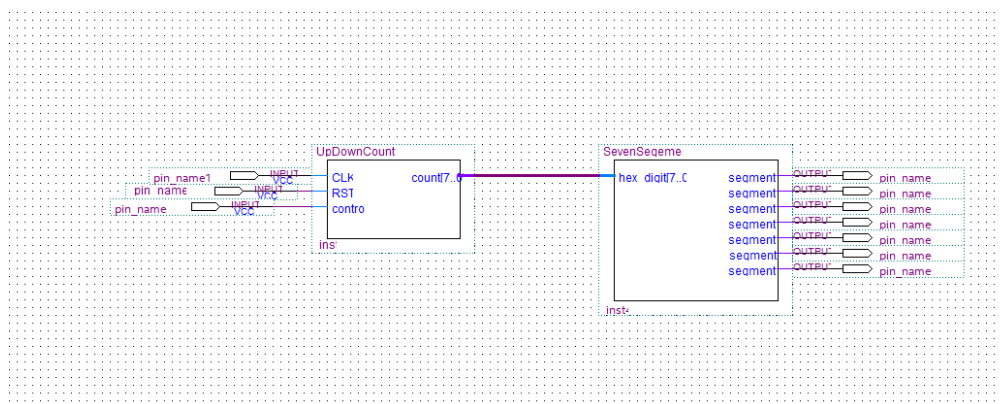 UpDownCount
pin_name1 INPUT VCC
pin_name INPUT VCC
pin_name INPUT VCC
CLK
RST
contro
count[7..0
ins
SevenSegme
hex_digit[7..0
segment OUTPUT pin_name
segment OUTPUT pin_name
segment OUTPUT pin_name
segment OUTPUT pin_name
segment OUTPUT pin_name
segment OUTPUT pin_name
segment OUTPUT pin_name
inst